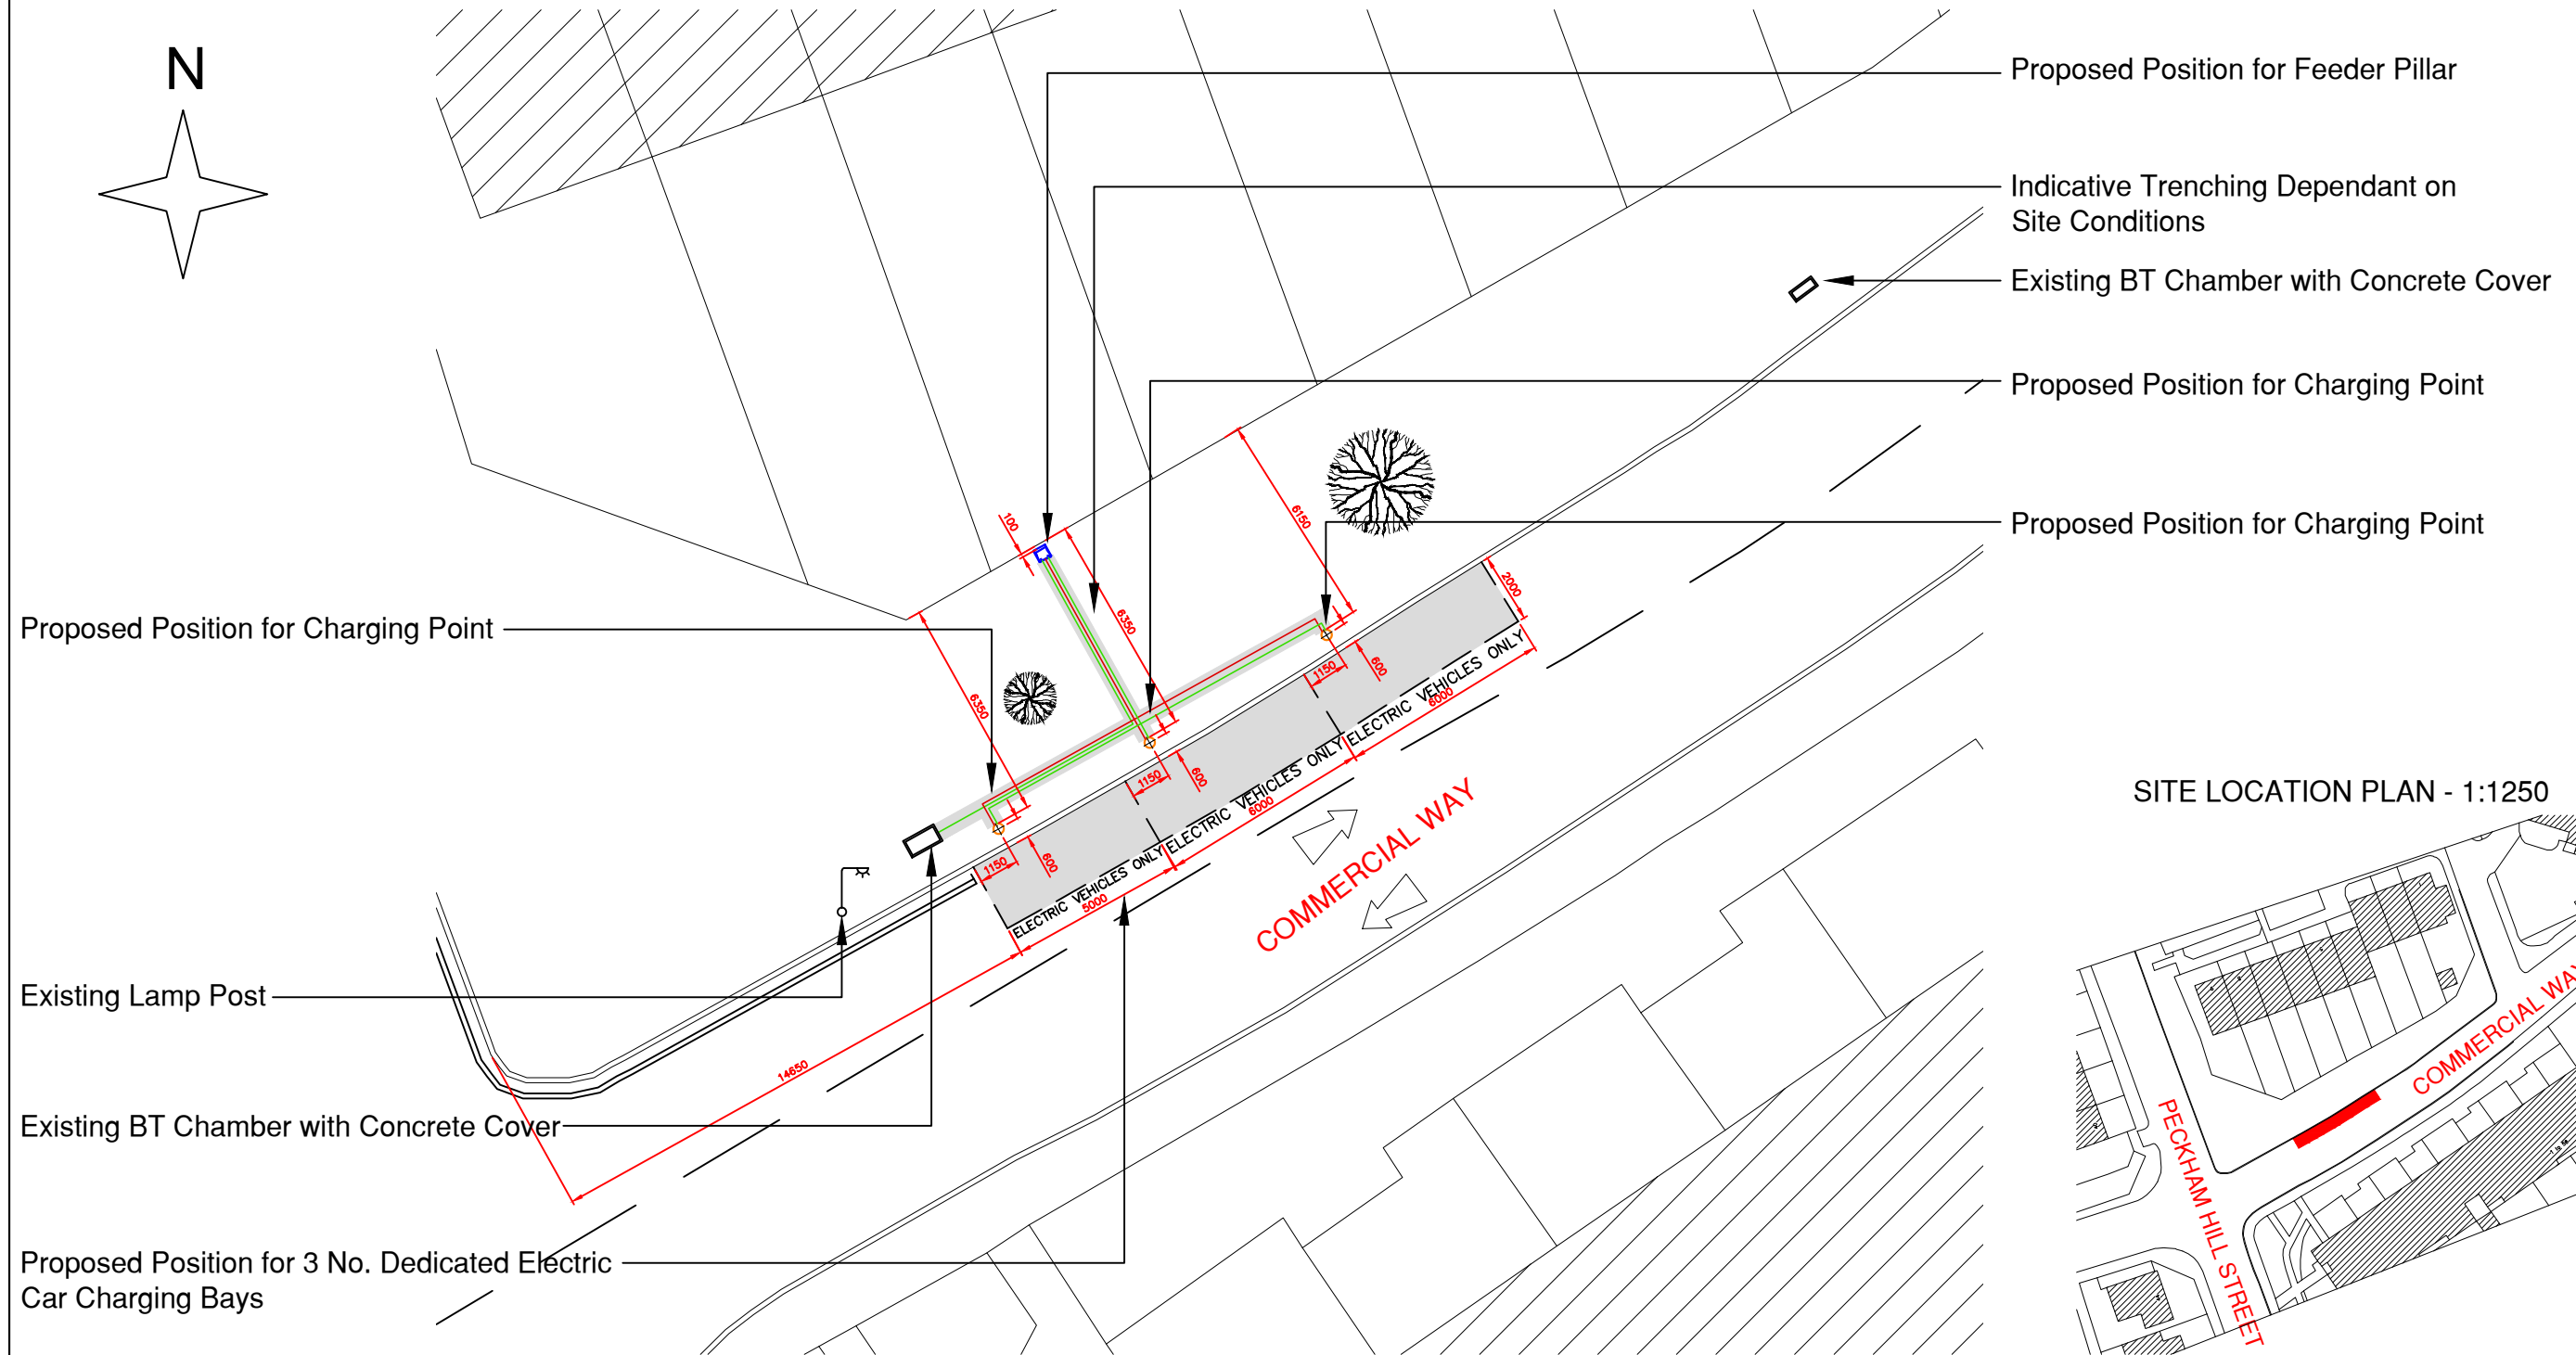 N
Proposed Position for Feeder Pillar
Indicative Trenching Dependant on
Site Conditions
Existing BT Chamber with Concrete Cover
Proposed Position for Charging Point
Proposed Position for Charging Point
Proposed Position for Charging Point
Existing Lamp Post
Existing BT Chamber with Concrete Cover
Proposed Position for 3 No. Dedicated Electric
Car Charging Bays
100
6350
6150
6350
2000
1150
600
1150
600
1150
600
ELECTRIC VEHICLES ONLY
6000
ELECTRIC VEHICLES ONLY
6000
ELECTRIC VEHICLES ONLY
5000
14650
COMMERCIAL WAY
SITE LOCATION PLAN - 1:1250
COMMERCIAL WAY
PECKHAM HILL STREET